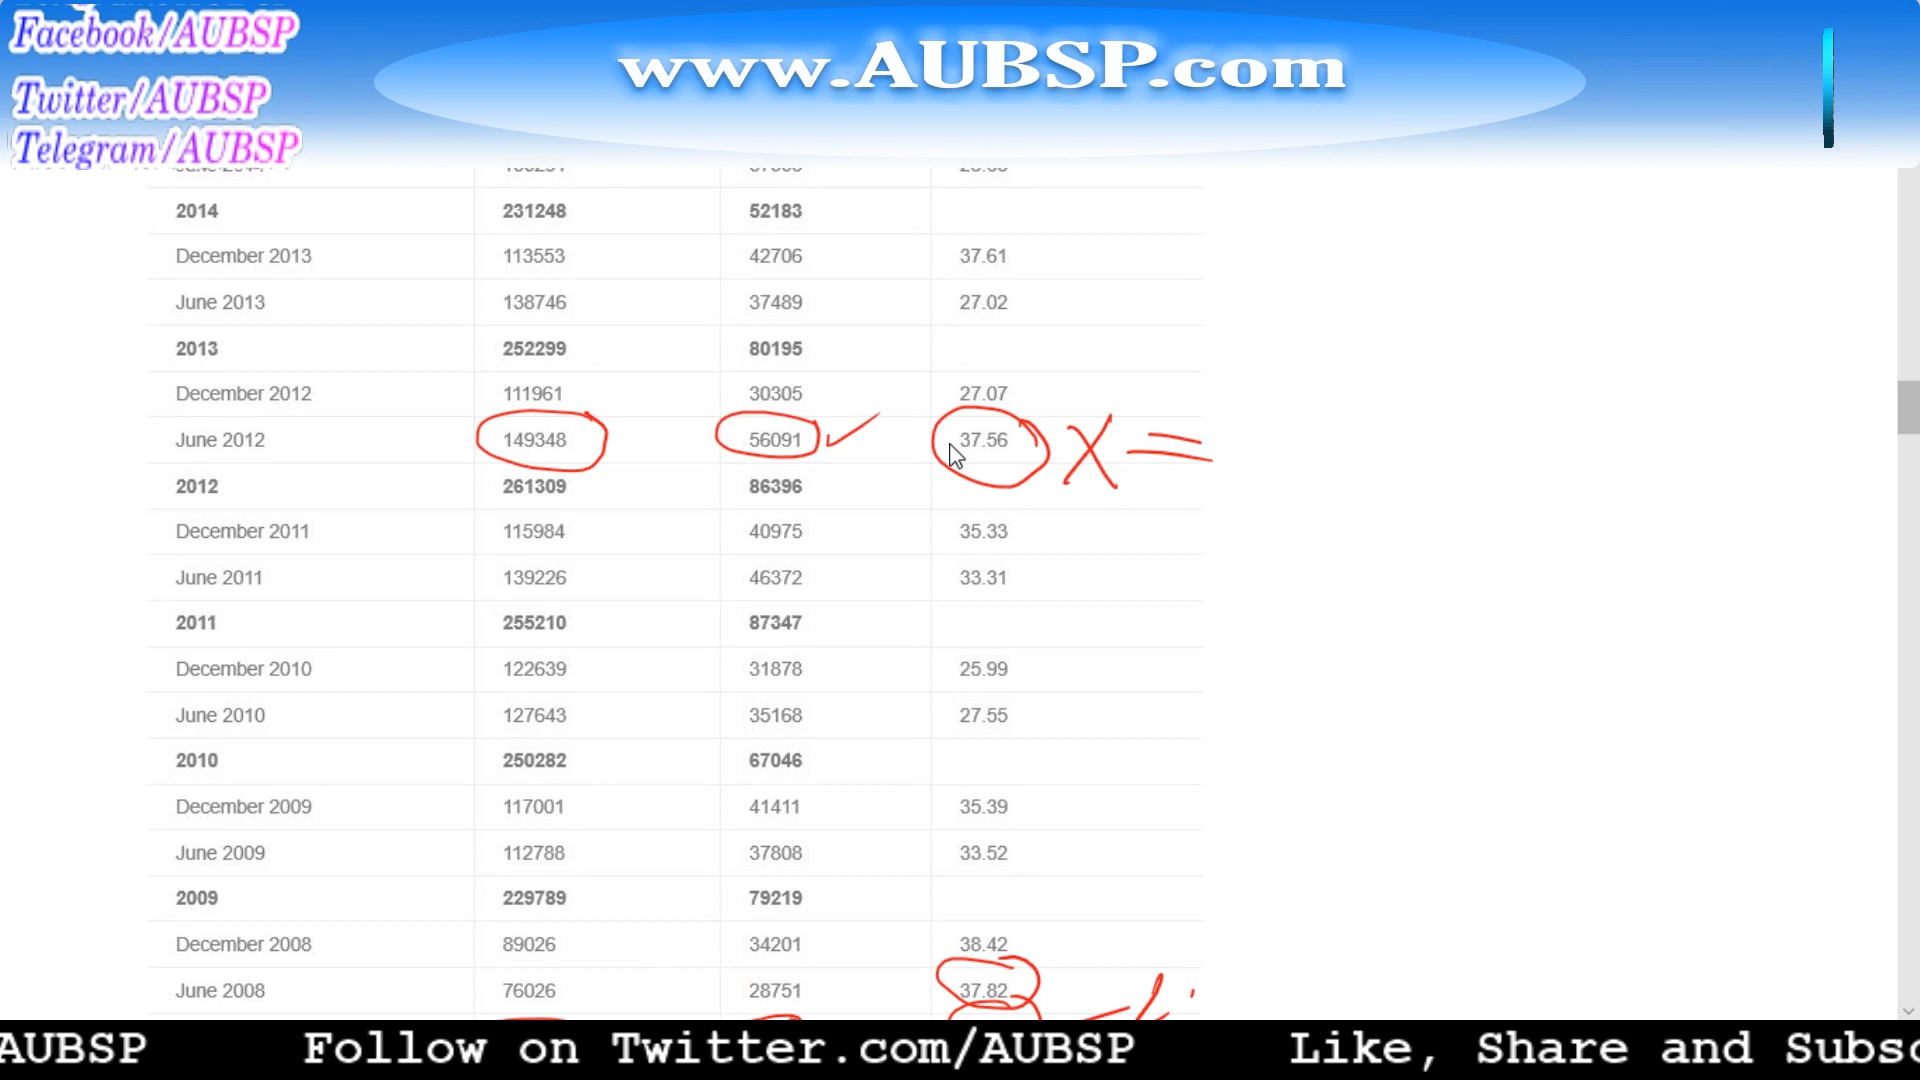 Facebook/AUBSP
www.AUBSP.com
Twitter/AUBSP
Telegram/AUBSP
2014 231248 52183
December 2013 113553 42706 37.61
June 2013 138746 37489 27.02
2013 252299 80195
December 2012 111961 30305 27.07
June 2012 149348 56091 37.56 X =
2012 261309 86396
December 2011 115984 40975 35.33
June 2011 139226 46372 33.31
2011 255210 87347
December 2010 122639 31878 25.99
June 2010 127643 35168 27.55
2010 250282 67046
December 2009 117001 41411 35.39
June 2009 112788 37808 33.52
2009 229789 79219
December 2008 89026 34201 38.42
June 2008 76026 28751 37.82
AUBSP Follow on Twitter.com/AUBSP Like, Share and Subsc